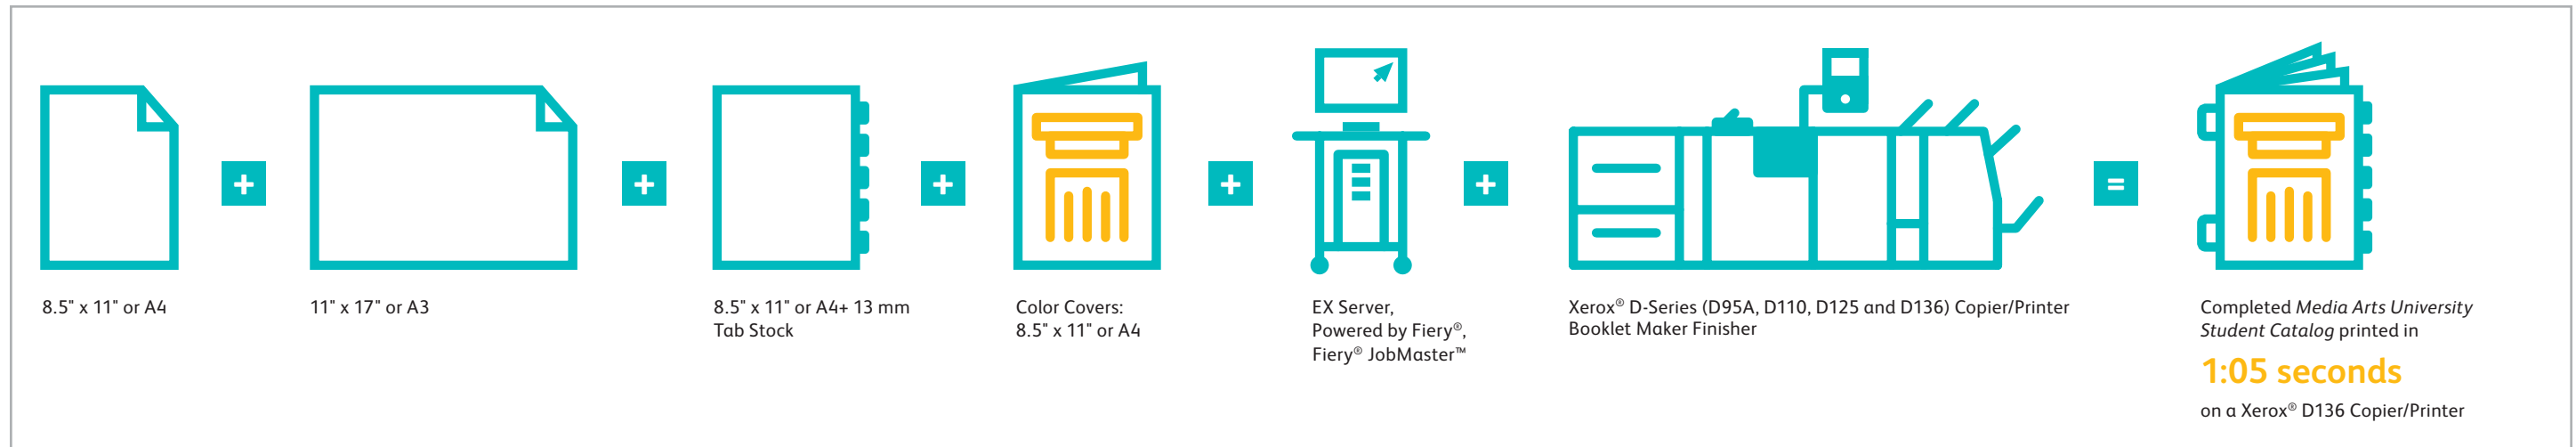 +
+
+
+
+
=
8.5" x 11" or A4
11" x 17" or A3
8.5" x 11" or A4+ 13 mm
Tab Stock
Color Covers:
8.5" x 11" or A4
EX Server,
Powered by Fiery®,
Fiery® JobMaster™
Xerox® D-Series (D95A, D110, D125 and D136) Copier/Printer
Booklet Maker Finisher
Completed Media Arts University
Student Catalog printed in
1:05 seconds
on a Xerox® D136 Copier/Printer